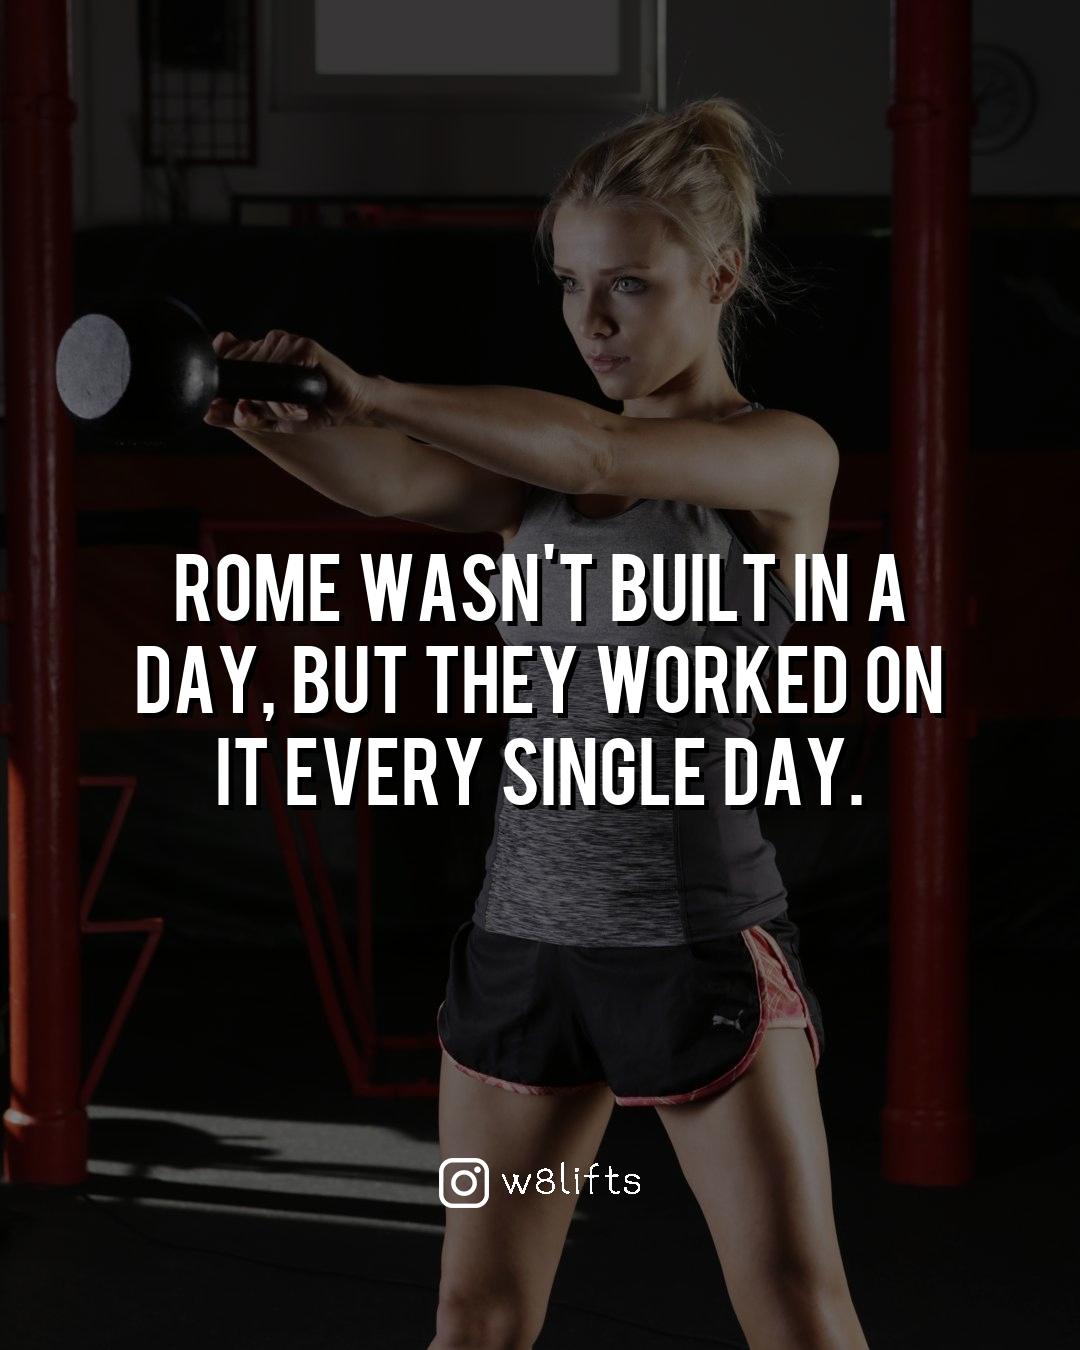 ROME WASN'T BUILT IN A
DAY, BUT THEY WORKED ON
IT EVERY SINGLE DAY.
w8lifts